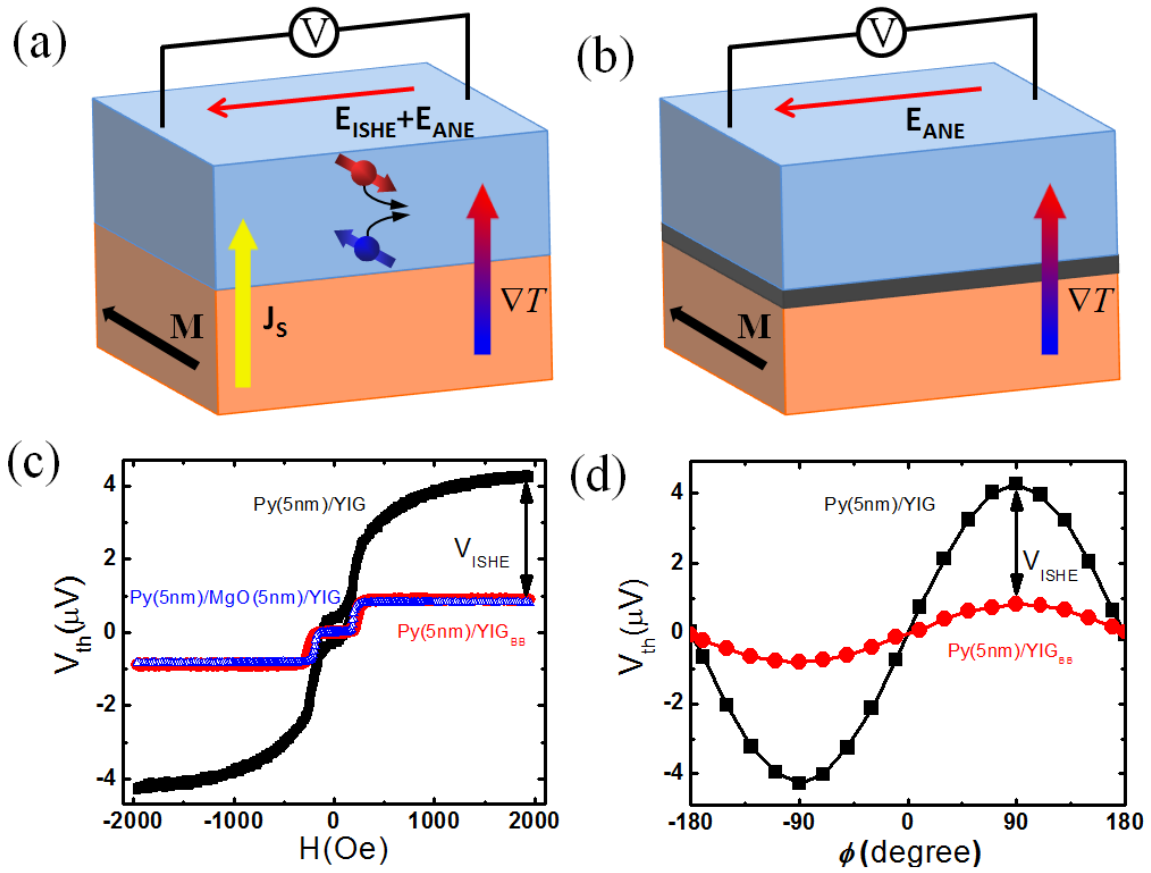 (a)
V
E_ISHE+E_ANE
M
J_S
∇T
(b)
V
E_ANE
M
∇T
(c)
4
2
0
-2
-4
V_th(μV)
Py(5nm)/YIG
V_ISHE
Py(5nm)/MgO(5nm)/YIG
Py(5nm)/YIG_BB
-2000 -1000 0 1000 2000
H(Oe)
(d)
4
2
0
-2
-4
V_th(μV)
Py(5nm)/YIG
V_ISHE
Py(5nm)/YIG_BB
-180 -90 0 90 180
ϕ(degree)